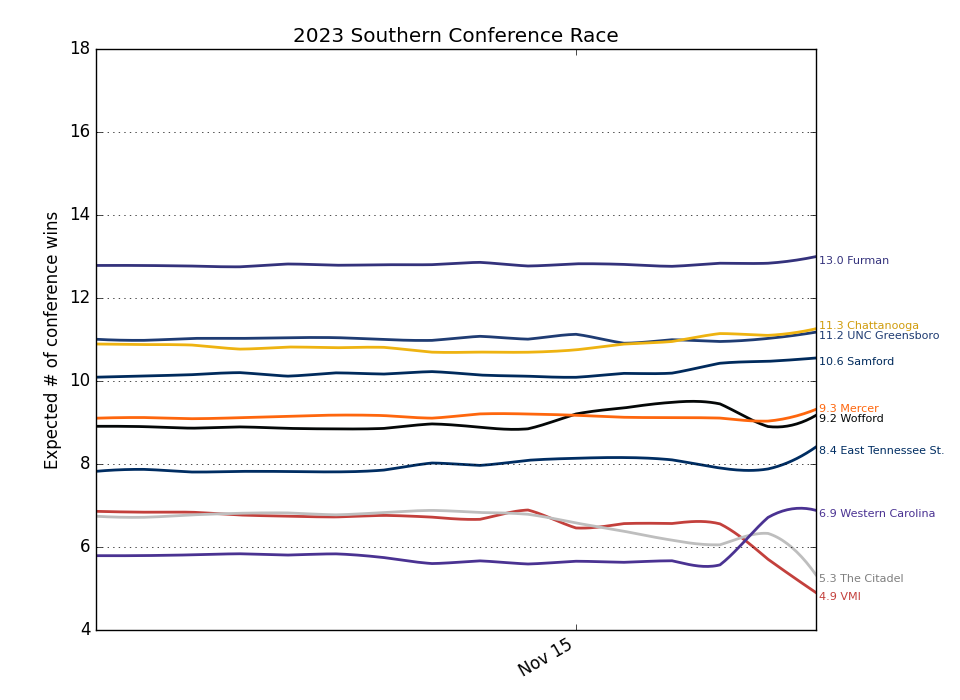 2023 Southern Conference Race
Expected # of conference wins
18
16
14
12
10
8
6
4
Nov 15
13.0 Furman
11.3 Chattanooga
11.2 UNC Greensboro
10.6 Samford
9.3 Mercer
9.2 Wofford
8.4 East Tennessee St.
6.9 Western Carolina
5.3 The Citadel
4.9 VMI